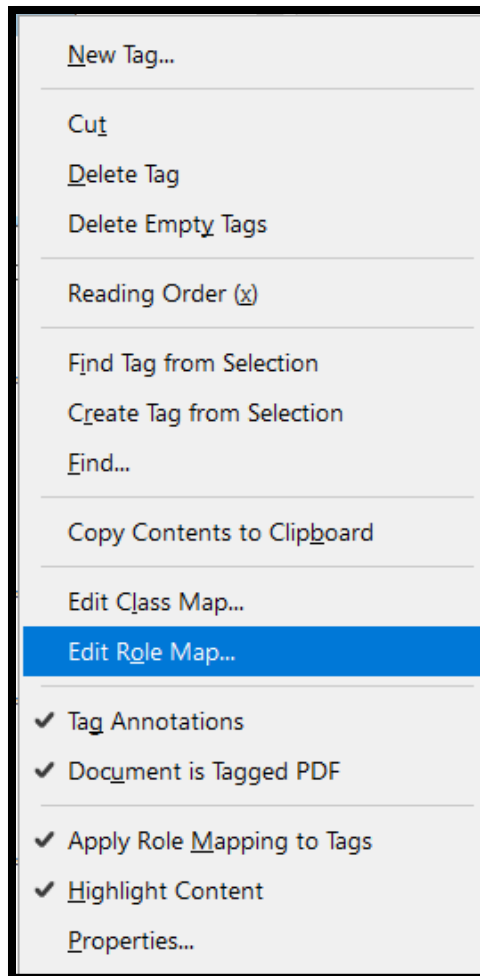 New Tag...
Cut
Delete Tag
Delete Empty Tags
Reading Order (x)
Find Tag from Selection
Create Tag from Selection
Find...
Copy Contents to Clipboard
Edit Class Map...
Edit Role Map...
Tag Annotations
Document is Tagged PDF
Apply Role Mapping to Tags
Highlight Content
Properties...